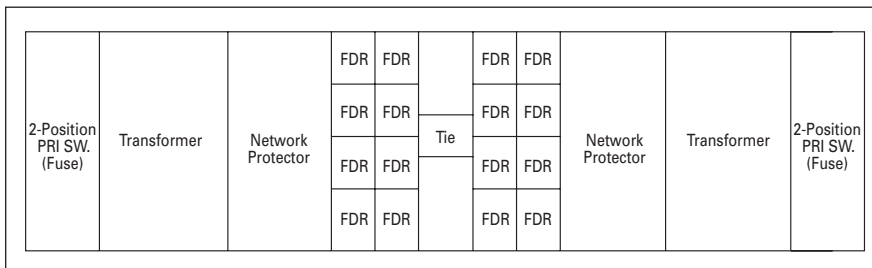 2-Position
PRI SW.
(Fuse)
Transformer
Network
Protector
FDR FDR
FDR FDR
FDR FDR
FDR FDR
Tie
FDR FDR
FDR FDR
FDR FDR
FDR FDR
Network
Protector
Transformer
2-Position
PRI SW.
(Fuse)